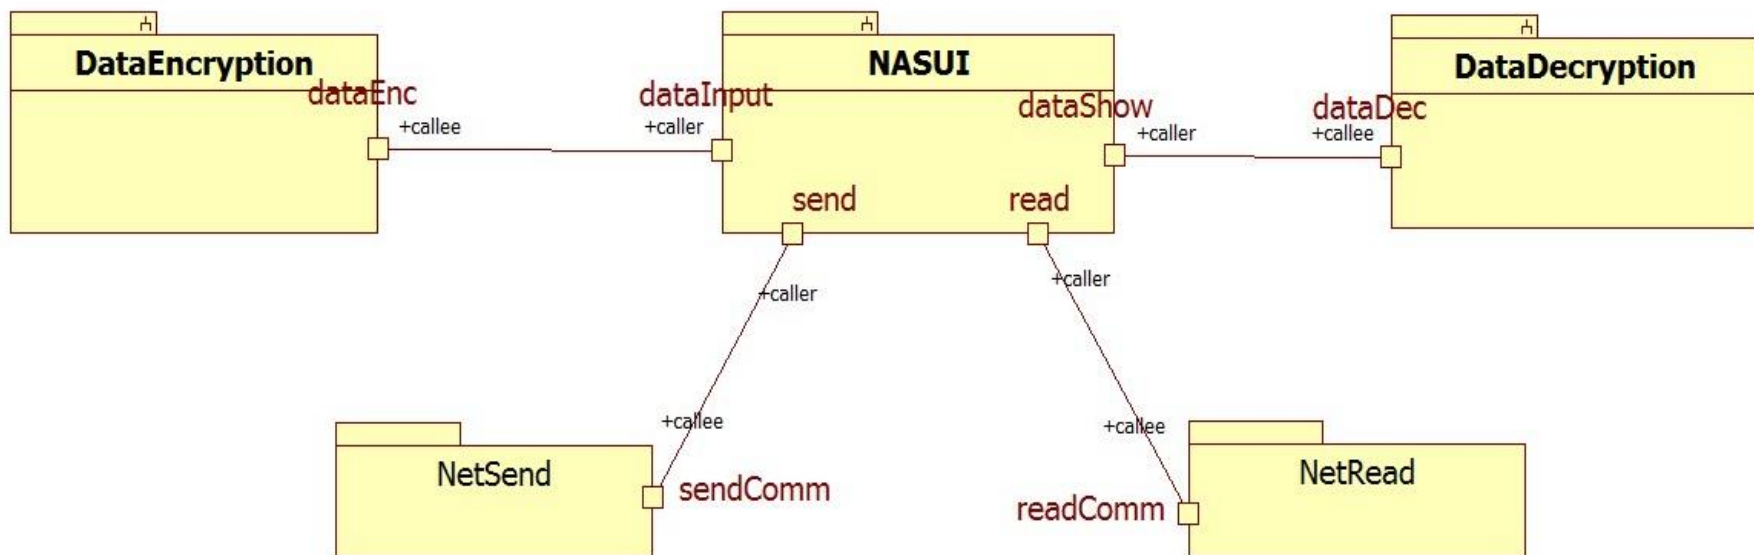 DataEncryption
NASUI
DataDecryption
dataEnc
dataInput
dataShow
dataDec
+callee
+caller
+caller
+callee
send
read
+caller
+caller
+callee
+callee
NetSend
NetRead
sendComm
readComm